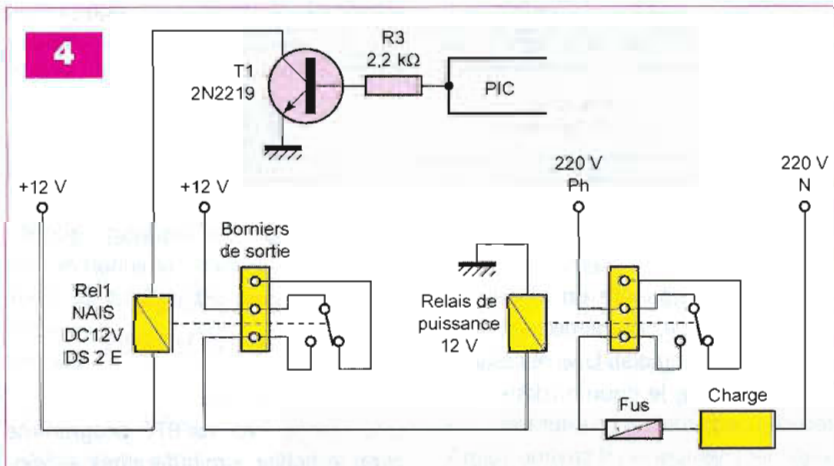 4
R3
2,2 kΩ
T1
2N2219
PIC
+12 V
+12 V
220 V
Ph
220 V
N
Borniers
de sortie
Rel1
NAIS
DC12V
DS 2 E
Relais de
puissance
12 V
Fus
Charge